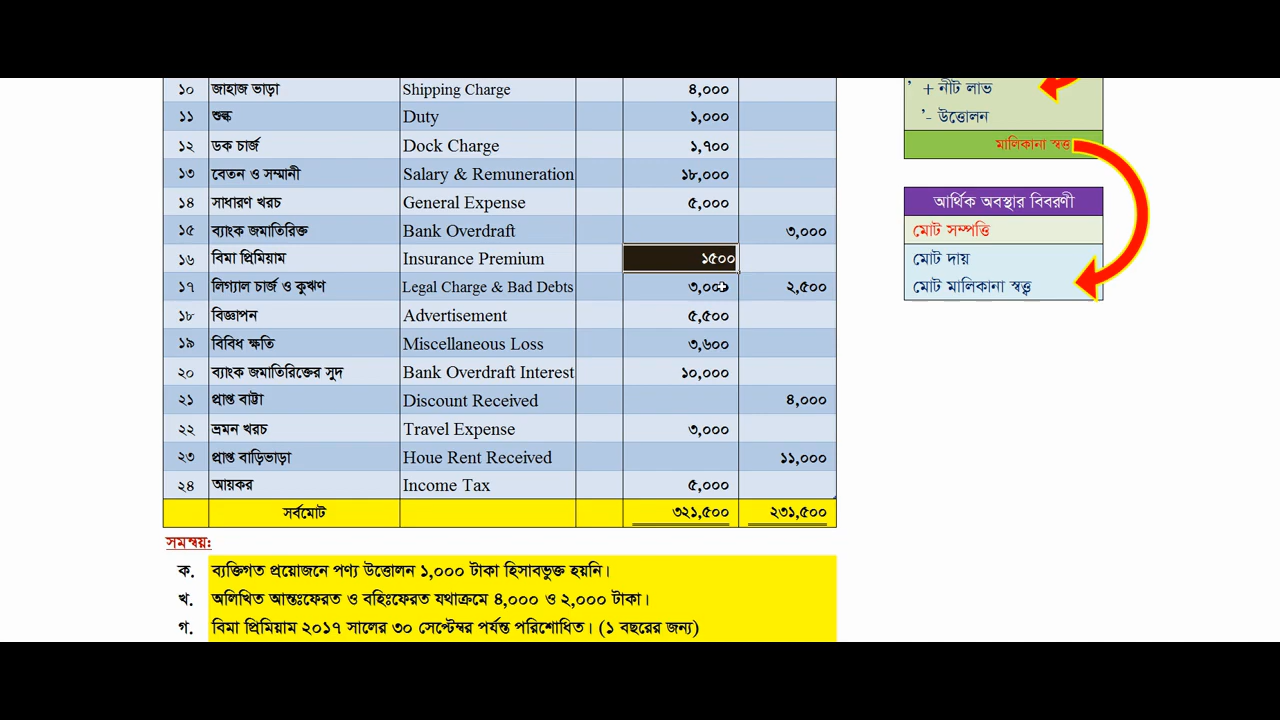 ১০ জাহাজ ভাড়া Shipping Charge ৪,০০০
১১ শুল্ক Duty ১,০০০
১২ ডক চার্জ Dock Charge ১,৭০০
১৩ বেতন ও সম্মানী Salary & Remuneration ১৮,০০০
১৪ সাধারণ খরচ General Expense ৫,০০০
১৫ ব্যাংক জমাতিরিক্ত Bank Overdraft ৩,০০০
১৬ বিমা প্রিমিয়াম Insurance Premium ১৫০০
১৭ লিগ্যাল চার্জ ও কুঋণ Legal Charge & Bad Debts ৩,০০০ ২,৫০০
১৮ বিজ্ঞাপন Advertisement ৫,৫০০
১৯ বিবিধ ক্ষতি Miscellaneous Loss ৩,৬০০
২০ ব্যাংক জমাতিরিক্তের সুদ Bank Overdraft Interest ১০,০০০
২১ প্রাপ্ত বাট্টা Discount Received ৪,০০০
২২ ভ্রমন খরচ Travel Expense ৩,০০০
২৩ প্রাপ্ত বাড়িভাড়া Houe Rent Received ১১,০০০
২৪ আয়কর Income Tax ৫,০০০
সর্বমোট ৩২১,৫০০ ২৩১,৫০০
সমন্বয়:
ক. ব্যক্তিগত প্রয়োজনে পণ্য উত্তোলন ১,০০০ টাকা হিসাবভুক্ত হয়নি।
খ. অলিখিত আন্তঃফেরত ও বহিঃফেরত যথাক্রমে ৪,০০০ ও ২,০০০ টাকা।
গ. বিমা প্রিমিয়াম ২০১৭ সালের ৩০ সেপ্টেম্বর পর্যন্ত পরিশোধিত। (১ বছরের জন্য)
' + নীট লাভ
'- উত্তোলন
মালিকানা স্বত্ত
আর্থিক অবস্থার বিবরণী
মোট সম্পত্তি
মোট দায়
মোট মালিকানা স্বত্ত্ব